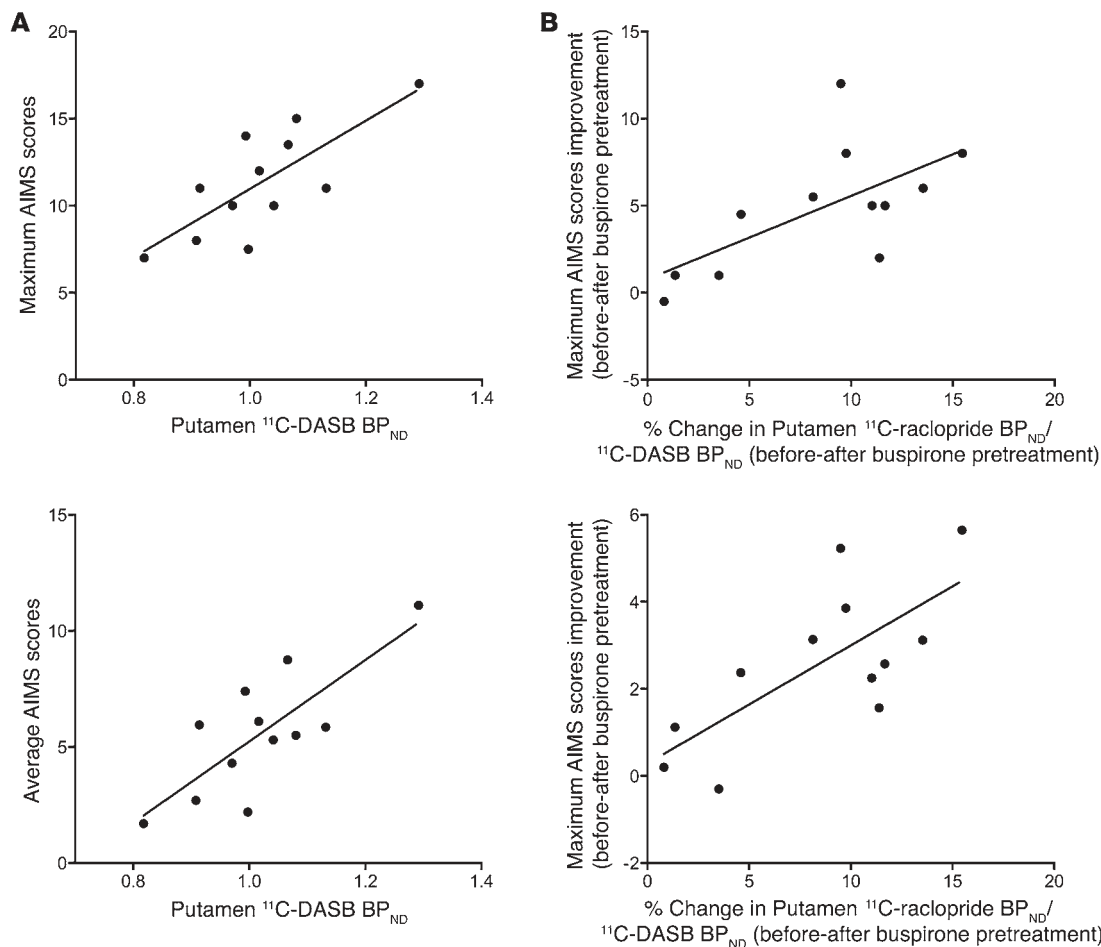 A
20
15
10
5
0
Maximum AIMS scores
0.8
1.0
1.2
1.4
Putamen ¹¹C-DASB BP_ND
B
15
10
5
0
-5
Maximum AIMS scores improvement
(before-after buspirone pretreatment)
0
5
10
15
20
% Change in Putamen ¹¹C-raclopride BP_ND/
¹¹C-DASB BP_ND (before-after buspirone pretreatment)
15
10
5
0
Average AIMS scores
0.8
1.0
1.2
1.4
Putamen ¹¹C-DASB BP_ND
6
4
2
0
-2
Maximum AIMS scores improvement
(before-after buspirone pretreatment)
0
5
10
15
20
% Change in Putamen ¹¹C-raclopride BP_ND/
¹¹C-DASB BP_ND (before-after buspirone pretreatment)